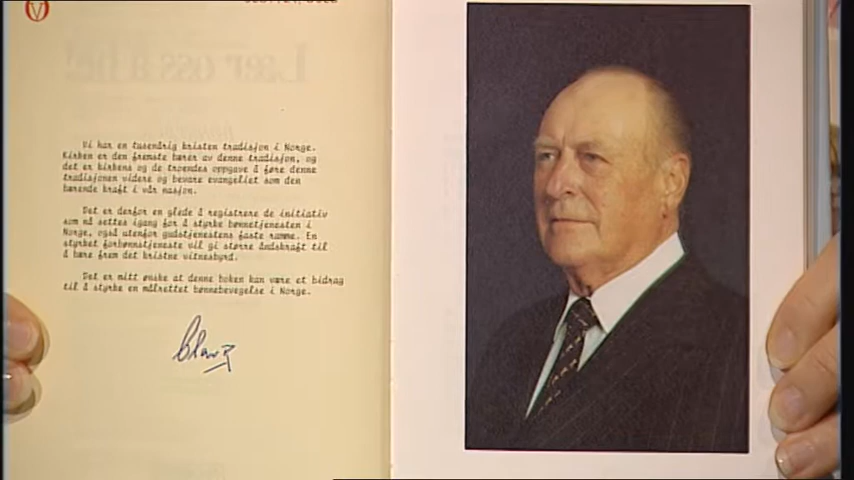 Vi har en tusenårig kristen tradisjon i Norge.
Kirken er den fremste bærer av denne tradisjon, og
det er kirkens og de troendes oppgave å føre denne
tradisjonen videre og bevare evangeliet som den
bærende kraft i vår nasjon.
Det er derfor en glede å registrere de initiativ
som nå settes igang for å styrke bønnetjenesten i
Norge, også utenfor gudstjenestens faste ramme. En
styrket forbønnstjeneste vil gi større åndskraft til
å bære frem det kristne vitnesbyrd.
Det er mitt ønske at denne boken kan være et bidrag
til å styrke en målrettet bønnebevegelse i Norge.
Olav R